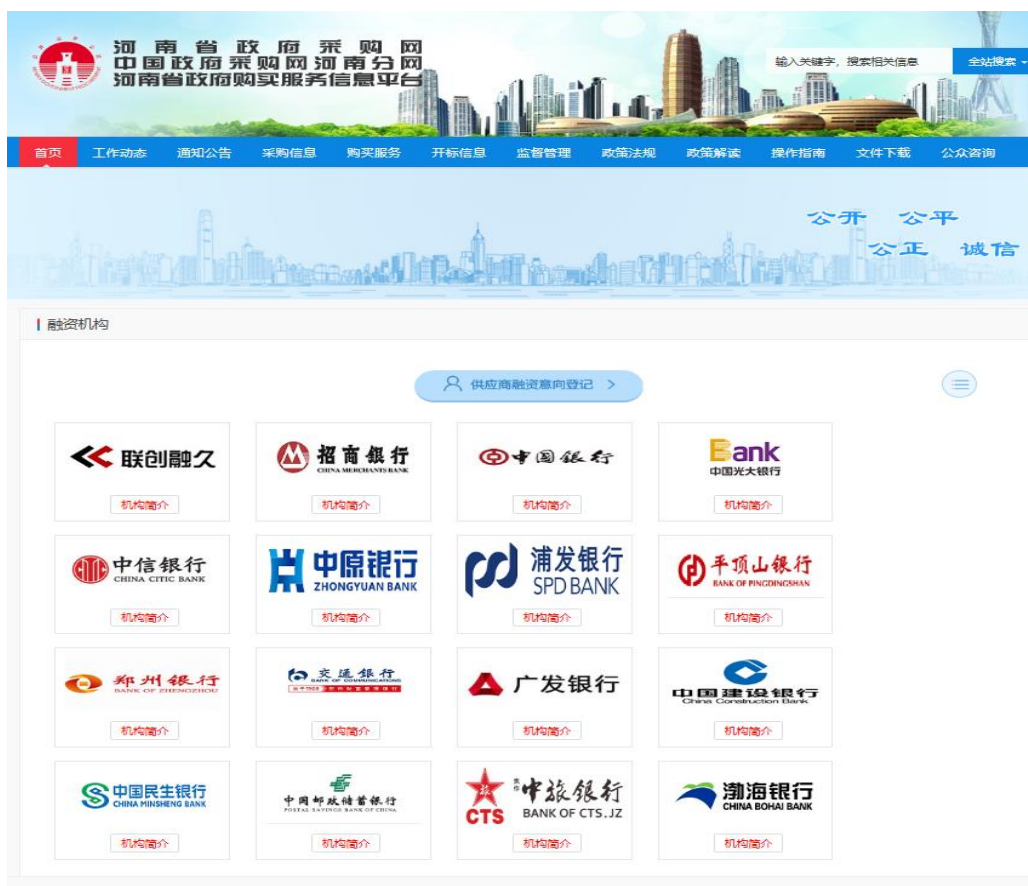 河南省政府采购网
中国政府采购网河南分网
河南省政府购买服务信息平台
输入关键字，搜索相关信息
全站搜索
首页 工作动态 通知公告 采购信息 购买服务 开标信息 监督管理 政策法规 政策解读 操作指南 文件下载 公众咨询
公开 公平
公正 诚信
融资机构
供应商融资意向登记 >
联创融久
机构简介
招商银行
CHINA MERCHANTS BANK
机构简介
中国银行
机构简介
Bank
中国光大银行
机构简介
中信银行
CHINA CITIC BANK
机构简介
中原银行
ZHONGYUAN BANK
机构简介
浦发银行
SPD BANK
机构简介
平顶山银行
BANK OF PINGDINGSHAN
机构简介
郑州银行
BANK OF ZHENGZHOU
机构简介
交通银行
BANK OF COMMUNICATIONS
机构简介
广发银行
机构简介
中国建设银行
China Construction Bank
机构简介
中国民生银行
CHINA MINSHENG BANK
机构简介
中国邮政储蓄银行
POSTAL SAVINGS BANK OF CHINA
机构简介
旅
CTS
焦作中旅银行
BANK OF CTS.JZ
机构简介
渤海银行
CHINA BOHAI BANK
机构简介